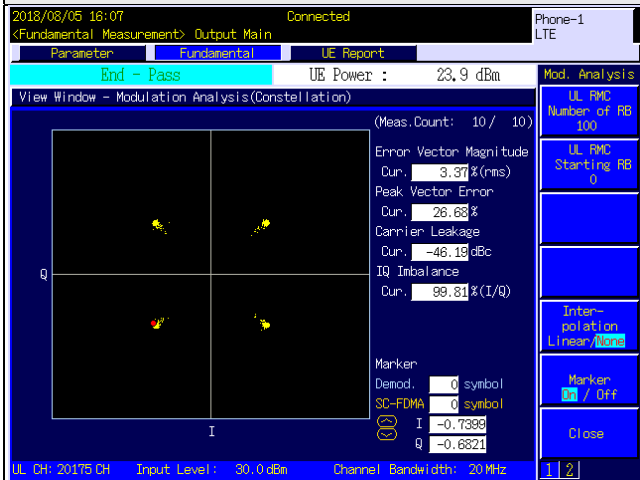 2018/08/05 16:07 Connected Phone-1
<Fundamental Measurement> Output Main LTE
Parameter Fundamental UE Report
End - Pass UE Power : 23.9 dBm Mod. Analysis
View Window - Modulation Analysis(Constellation)
(Meas.Count: 10/ 10)
Error Vector Magnitude
Cur. 3.37 %(rms)
Peak Vector Error
Cur. 26.68 %
Carrier Leakage
Cur. -46.19 dBc
IQ Imbalance
Cur. 99.81 %(I/Q)
Q
I
Marker
Demod. 0 symbol
SC-FDMA 0 symbol
I -0.7399
Q -0.6821
UL RMC
Number of RB
100
UL RMC
Starting RB
0
Inter-
polation
Linear/None
Marker
On / Off
Close
UL CH: 20175 CH Input Level: 30.0 dBm Channel Bandwidth: 20 MHz 1 2